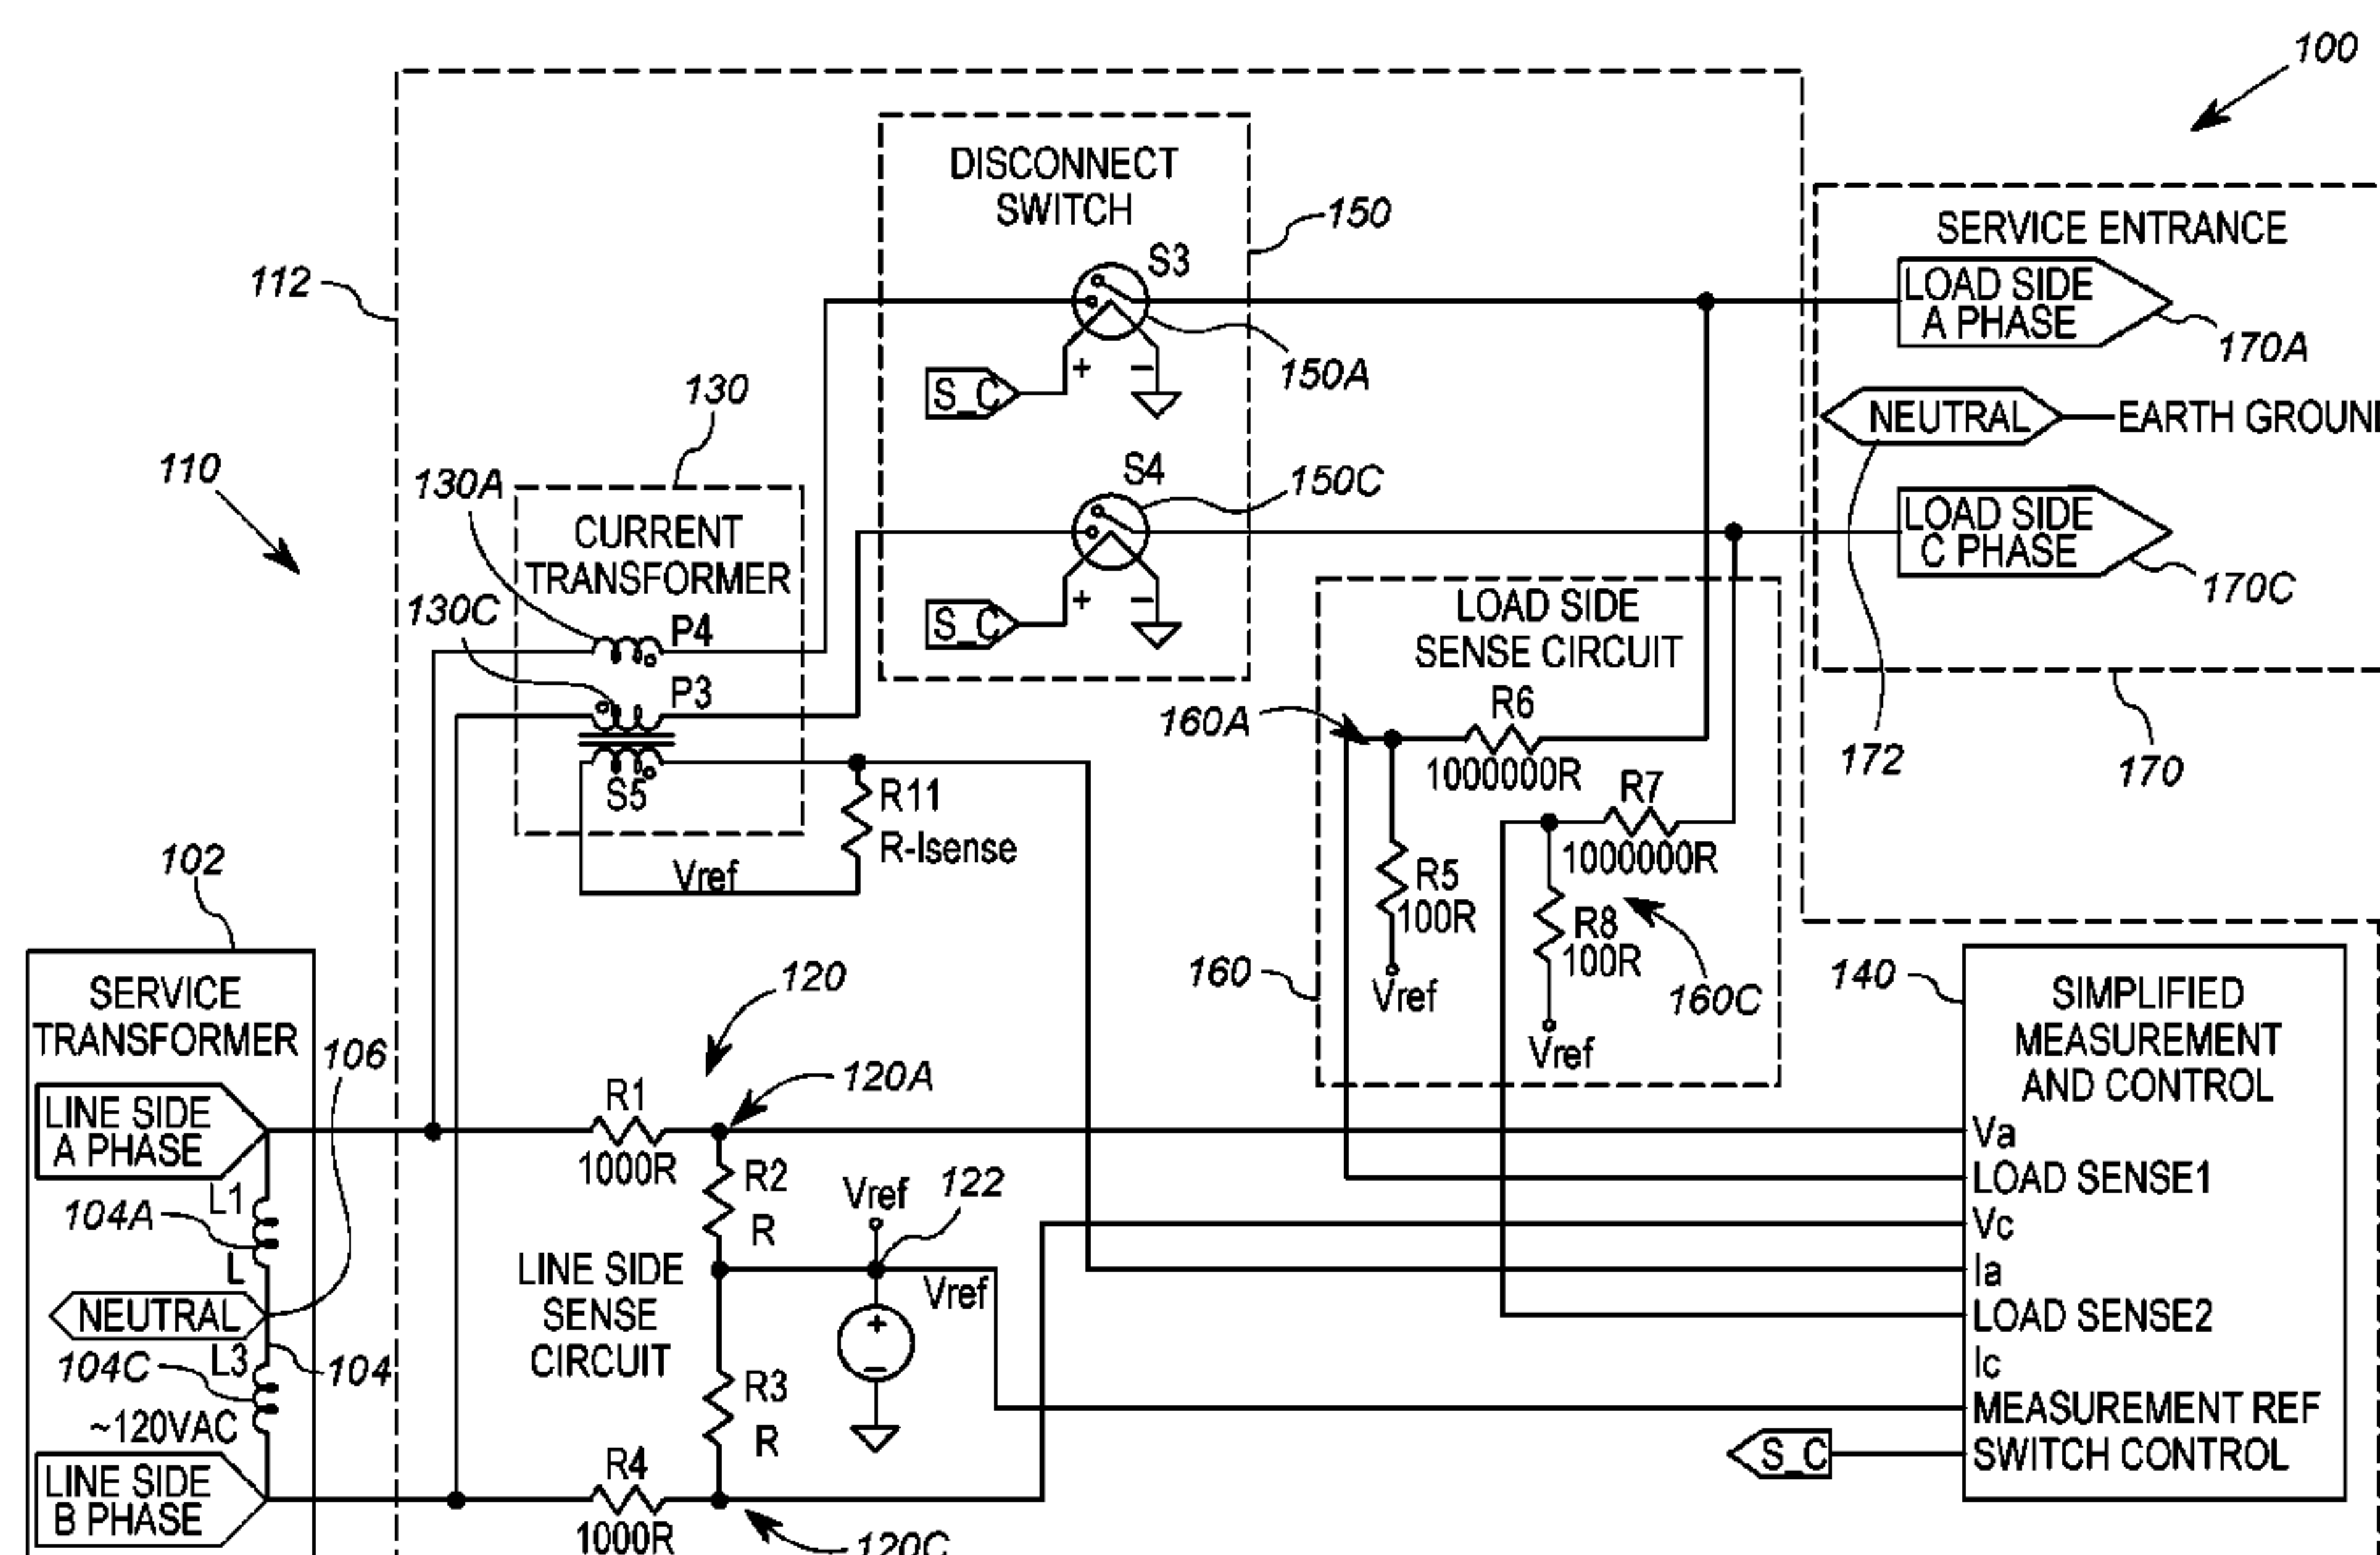 100
DISCONNECT
SWITCH
150
S3
SERVICE ENTRANCE
LOAD SIDE
A PHASE
170A
112
150A
S_C
+
−
130
NEUTRAL
EARTH GROUN
110
130A
S4
150C
CURRENT
TRANSFORMER
LOAD SIDE
C PHASE
170C
130C
P4
S_C
+
−
LOAD SIDE
SENSE CIRCUIT
P3
160A
R6
1000000R
172
170
S5
R11
R-Isense
Vref
R7
1000000R
R5
100R
R8
100R
102
160
Vref
160C
Vref
140
SIMPLIFIED
MEASUREMENT
AND CONTROL
SERVICE
TRANSFORMER
106
120
120A
LINE SIDE
A PHASE
R1
1000R
Va
L1
104A
R2
R
Vref
122
LOAD SENSE1
Vc
L
LINE SIDE
SENSE
CIRCUIT
Vref
Ia
NEUTRAL
+
−
LOAD SENSE2
L3
104C
104
R3
R
Ic
~120VAC
MEASUREMENT REF
S_C
SWITCH CONTROL
LINE SIDE
B PHASE
R4
1000R
120C